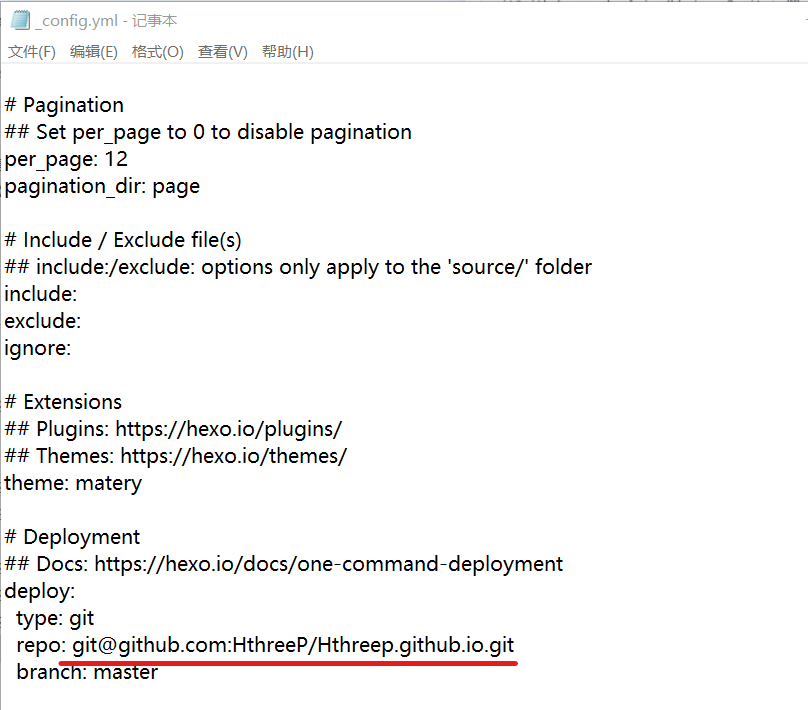 _config.yml - 记事本
文件(F) 编辑(E) 格式(O) 查看(V) 帮助(H)
# Pagination
## Set per_page to 0 to disable pagination
per_page: 12
pagination_dir: page
# Include / Exclude file(s)
## include:/exclude: options only apply to the 'source/' folder
include:
exclude:
ignore:
# Extensions
## Plugins: https://hexo.io/plugins/
## Themes: https://hexo.io/themes/
theme: matery
# Deployment
## Docs: https://hexo.io/docs/one-command-deployment
deploy:
  type: git
  repo: git@github.com:HthreeP/Hthreep.github.io.git
  branch: master